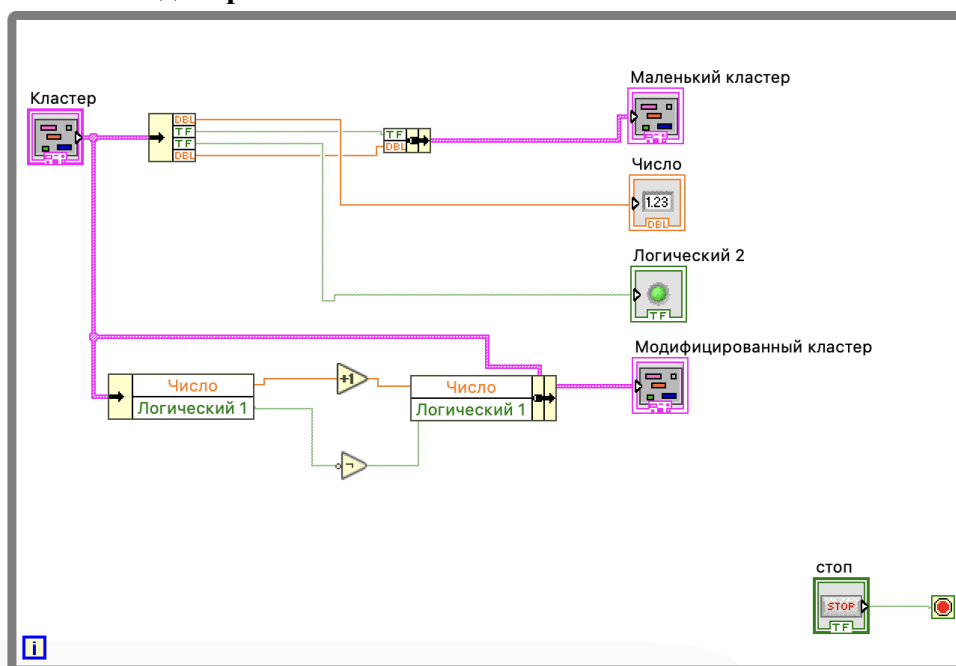 Кластер
DBL
TF
TF
DBL
TF
DBL
Маленький кластер
Число
1.23
DBL
Логический 2
TF
Модифицированный кластер
Число
Логический 1
+1
Число
Логический 1
¬
стоп
STOP
TF
i